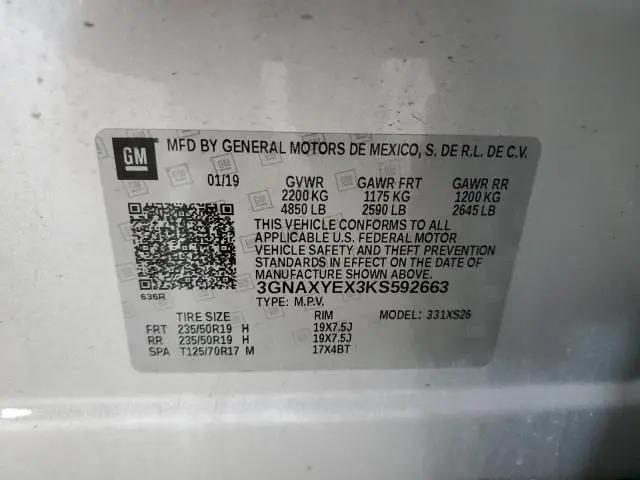 GM
MFD BY GENERAL MOTORS DE MEXICO, S. DE R.L. DE C.V.
01/19 GVWR GAWR FRT GAWR RR
2200 KG 1175 KG 1200 KG
4850 LB 2590 LB 2645 LB
THIS VEHICLE CONFORMS TO ALL
APPLICABLE U.S. FEDERAL MOTOR
VEHICLE SAFETY AND THEFT PREVENTION
STANDARDS IN EFFECT ON THE DATE OF
MANUFACTURE SHOWN ABOVE.
3GNAXYEX3KS592663
636R
TYPE: M.P.V. MODEL: 331XS26
TIRE SIZE RIM
FRT 235/50R19 H 19X7.5J
RR 235/50R19 H 19X7.5J
SPA T125/70R17 M 17X4BT